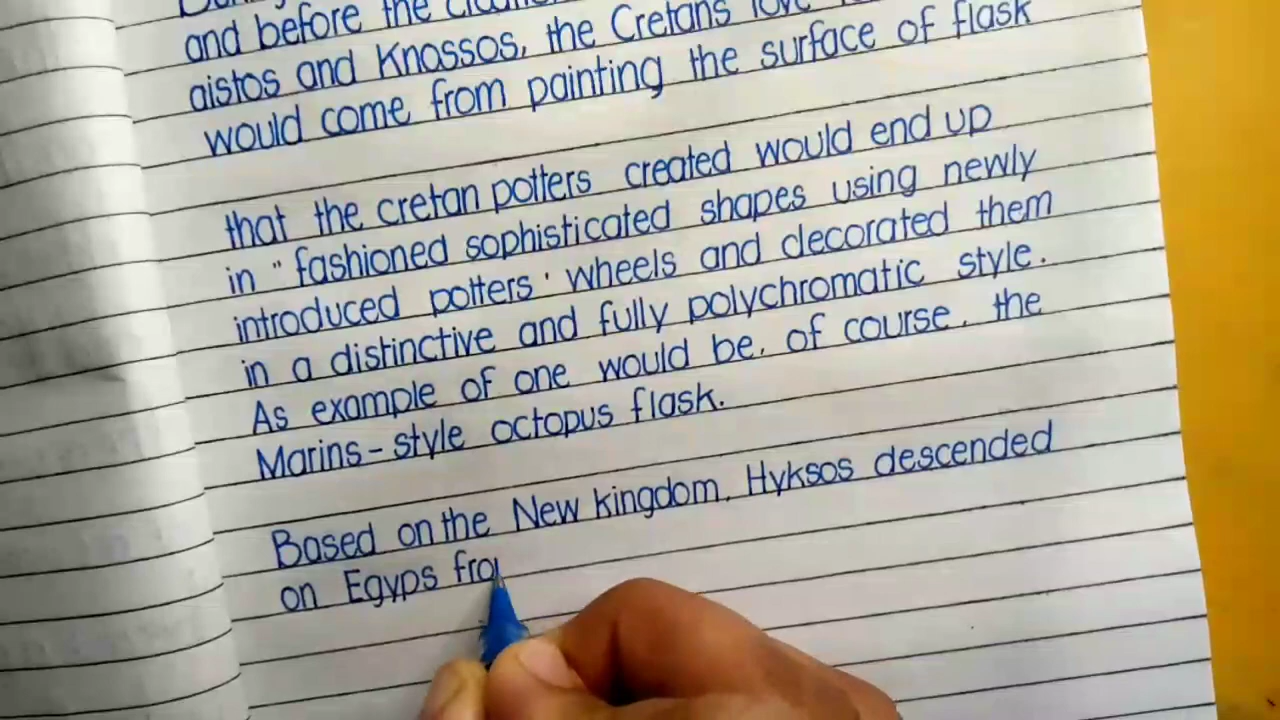 and before the
aistos and Knossos, the Cretans love
would come from painting the surface of flask
that the cretan potters created would end up
in " fashioned sophisticated shapes using newly
introduced potters ' wheels and decorated them
in a distinctive and fully polychromatic style.
As example of one would be, of course, the
Marins-style octopus flask.
Based on the New kingdom, Hyksos descended
on Egyps fro